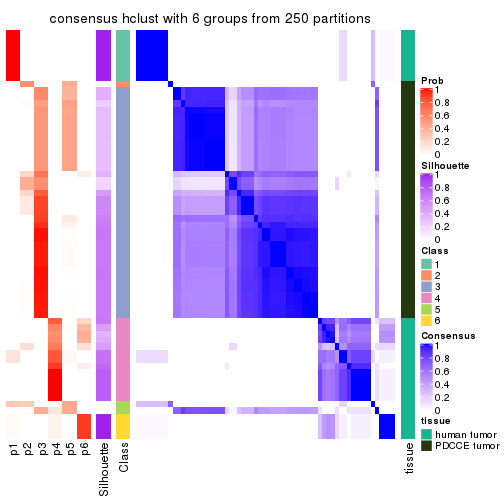 consensus hclust with 6 groups from 250 partitions
Prob
1
0.8
0.6
0.4
0.2
0
Silhouette
1
0.8
0.6
0.4
0.2
0
Class
1
2
3
4
5
6
Consensus
1
0.8
0.6
0.4
0.2
0
tissue
human tumor
PDCCE tumor
p1
p2
p3
p4
p5
p6
Silhouette
Class
tissue